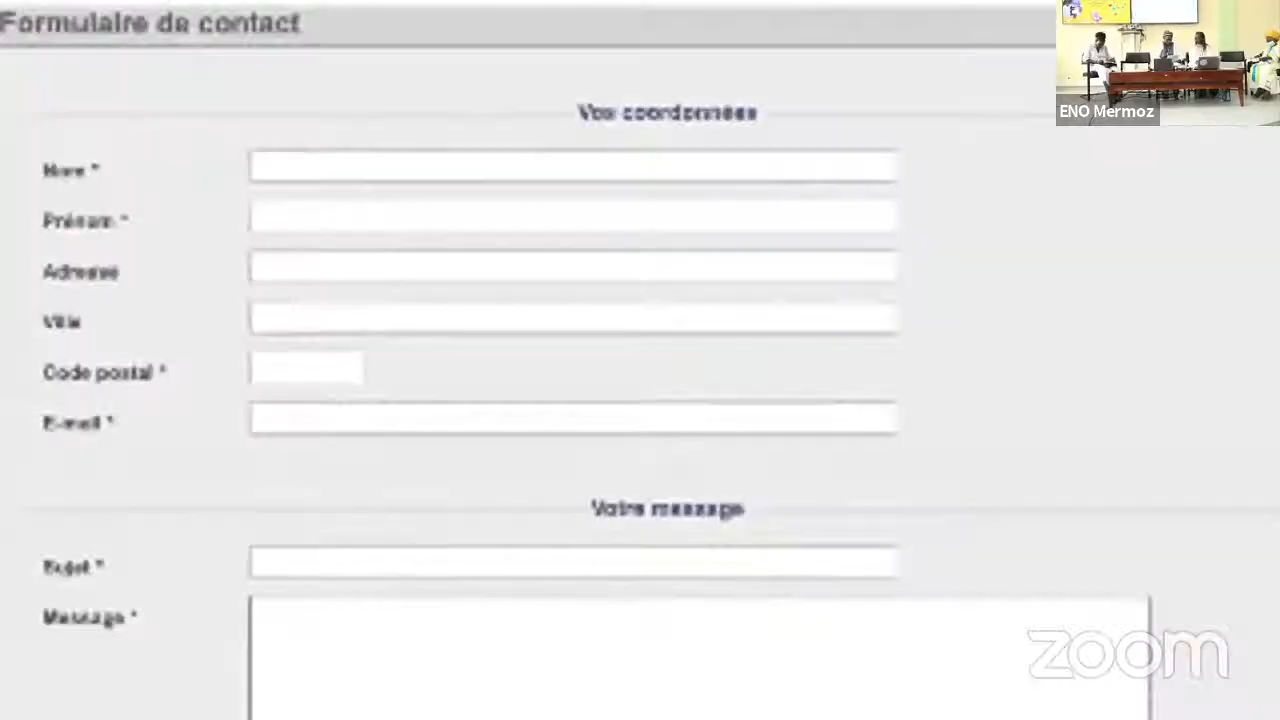 Formulaire de contact
ENO Mermoz
Vos coordonnées
Nom *
Prénom *
Adresse
Ville
Code postal *
E-mail *
Votre message
Sujet *
Message *
zoom